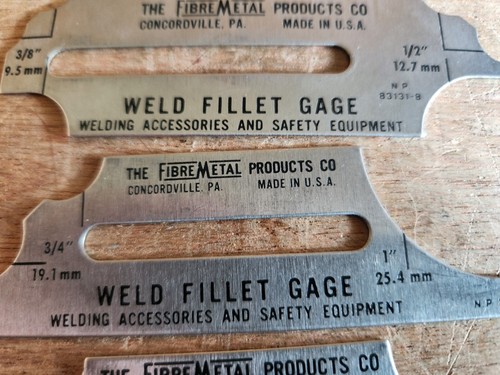 THE FIBREMETAL PRODUCTS CO
CONCORDVILLE, PA. MADE IN U.S.A.
3/8" 1/2"
9.5 mm 12.7 mm
N P
83131-8
WELD FILLET GAGE
WELDING ACCESSORIES AND SAFETY EQUIPMENT
THE FIBREMETAL PRODUCTS CO
CONCORDVILLE, PA. MADE IN U.S.A.
3/4" 1"
19.1 mm 25.4 mm
WELD FILLET GAGE
N.P.
WELDING ACCESSORIES AND SAFETY EQUIPMENT
THE FIBREMETAL PRODUCTS CO